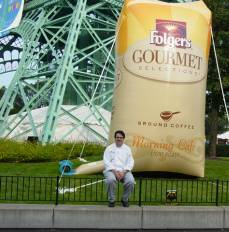 Folgers
GOURMET
SELECTIONS
GROUND COFFEE
Morning Café